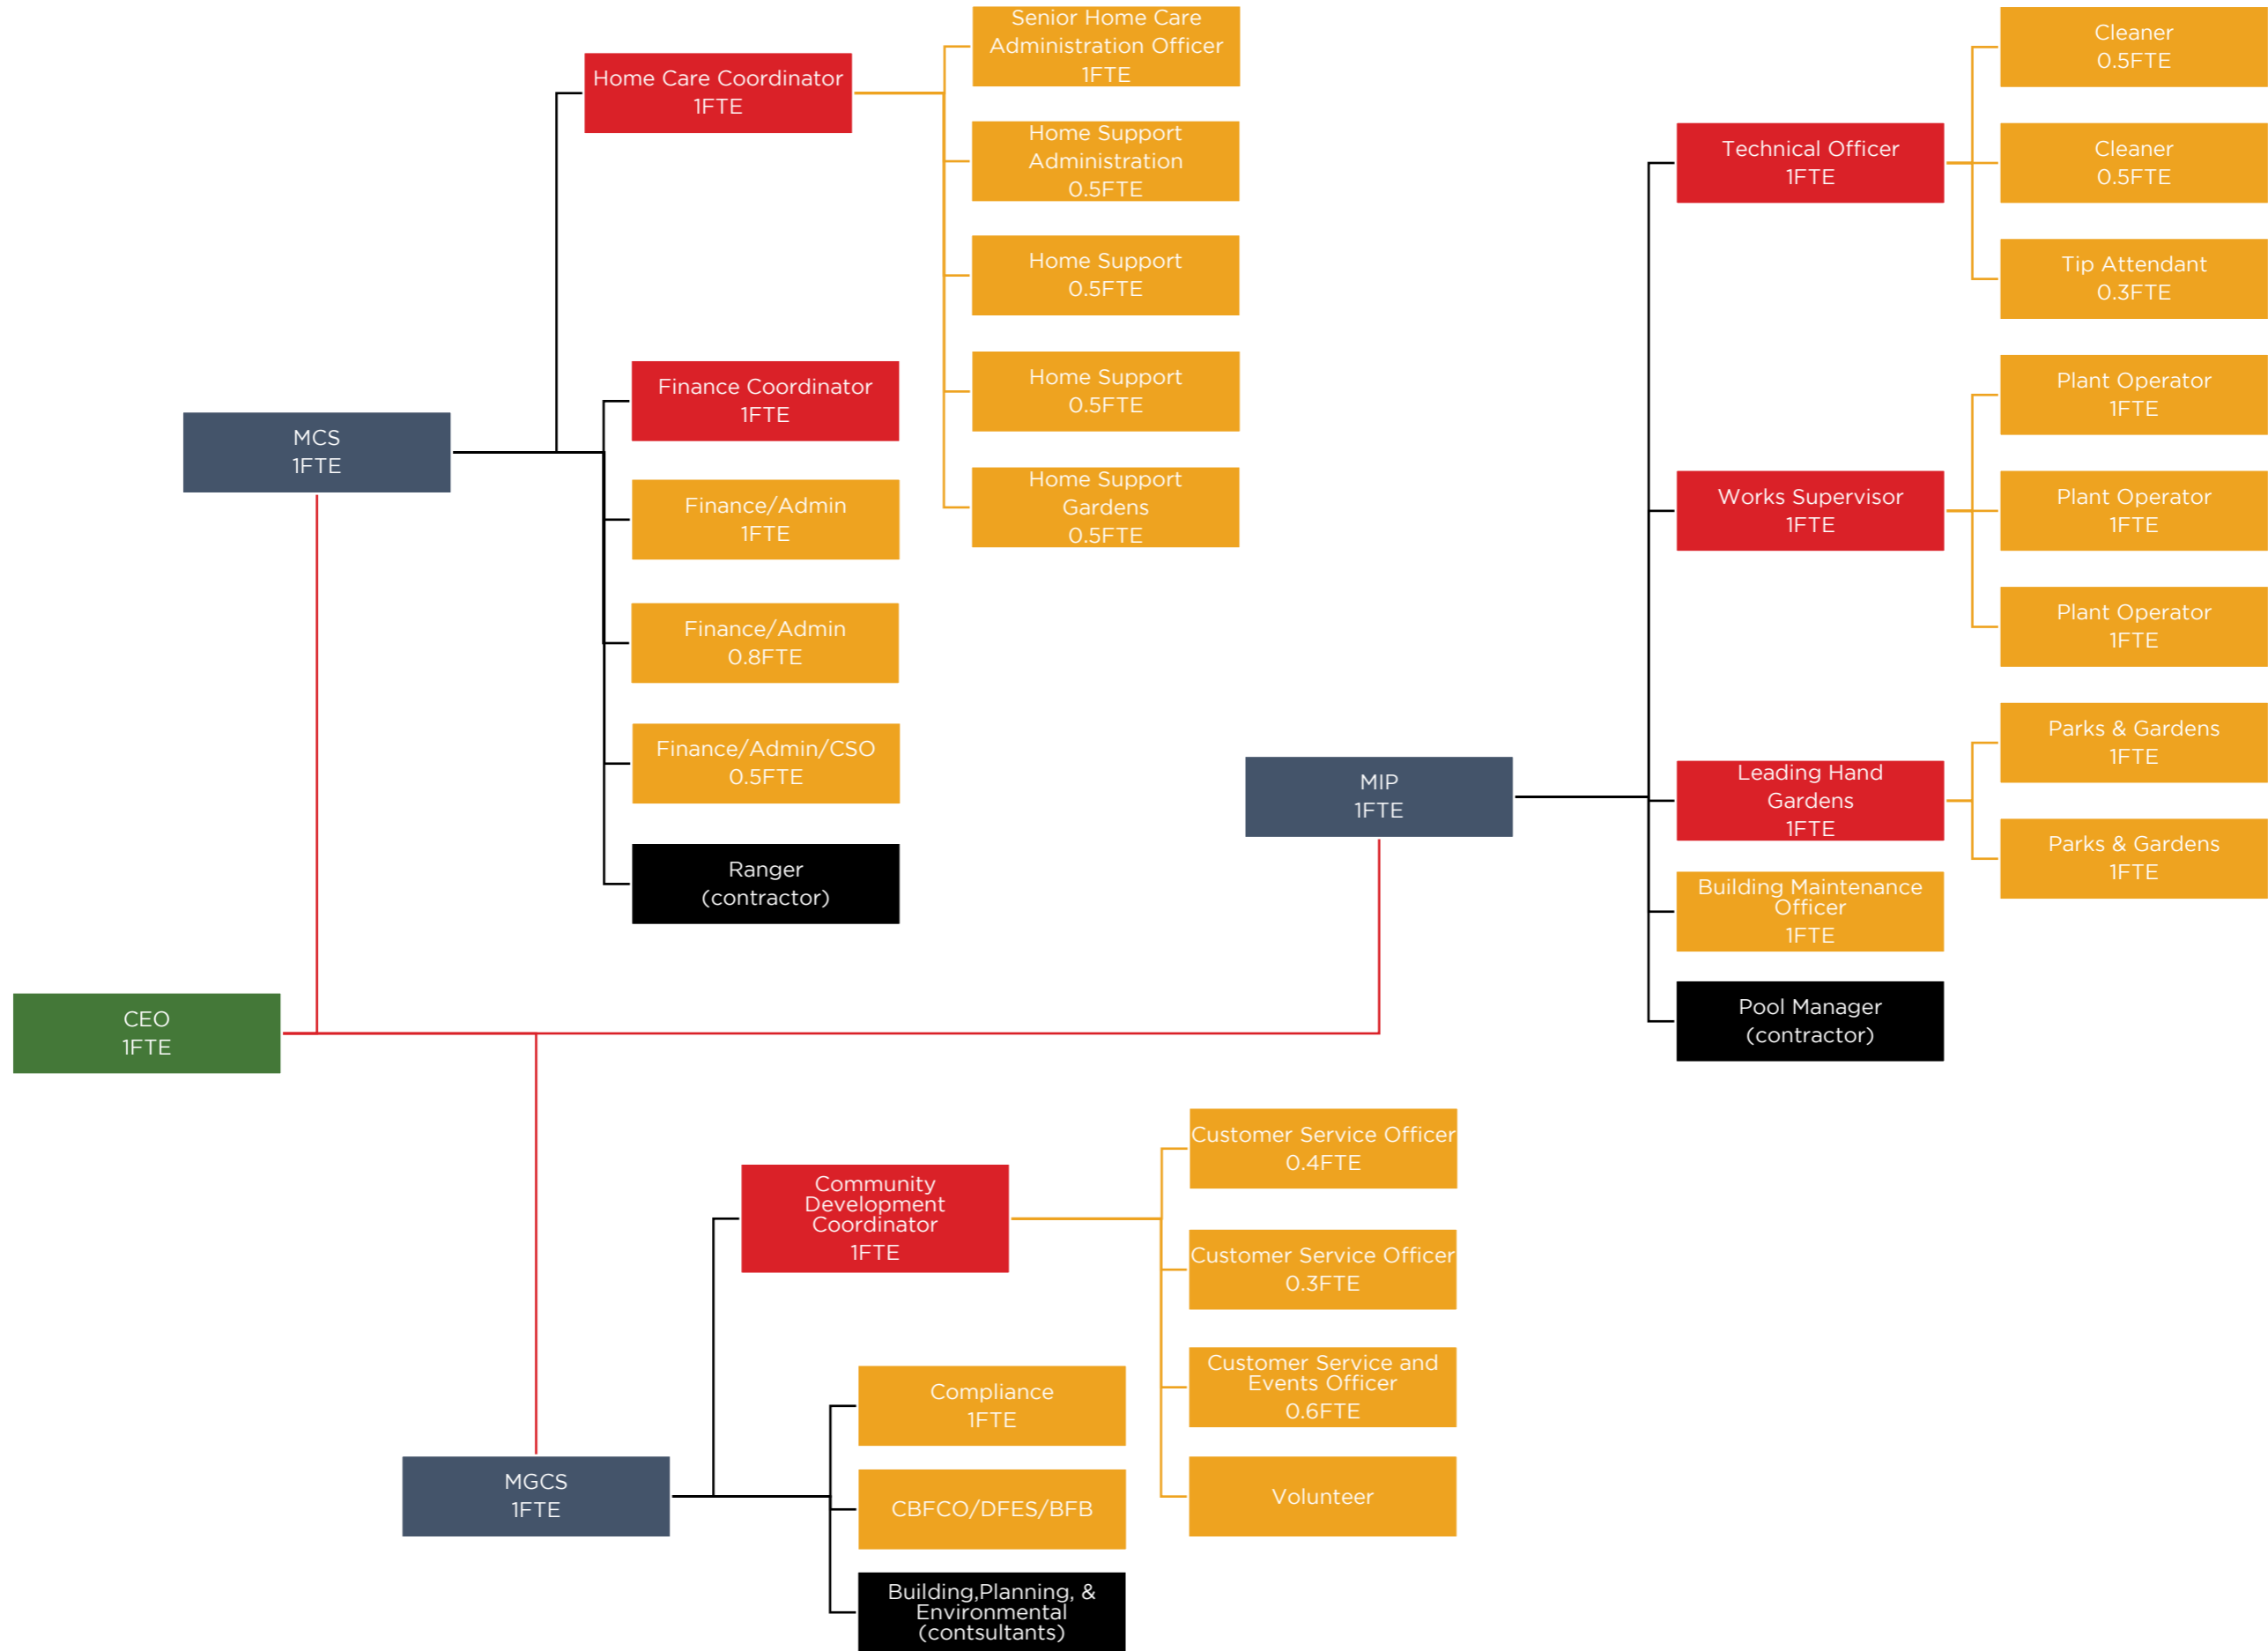 Senior Home Care
Administration Officer
1FTE
Home Care Coordinator
1FTE
Home Support
Administration
0.5FTE
Home Support
0.5FTE
Home Support
0.5FTE
Home Support
Gardens
0.5FTE
MCS
1FTE
Finance Coordinator
1FTE
Finance/Admin
1FTE
Finance/Admin
0.8FTE
Finance/Admin/CSO
0.5FTE
Ranger
(contractor)
Cleaner
0.5FTE
Technical Officer
1FTE
Cleaner
0.5FTE
Tip Attendant
0.3FTE
Plant Operator
1FTE
Works Supervisor
1FTE
Plant Operator
1FTE
Plant Operator
1FTE
MIP
1FTE
Leading Hand
Gardens
1FTE
Parks & Gardens
1FTE
Parks & Gardens
1FTE
Building Maintenance
Officer
1FTE
Pool Manager
(contractor)
CEO
1FTE
Community
Development
Coordinator
1FTE
Customer Service Officer
0.4FTE
Customer Service Officer
0.3FTE
Customer Service and
Events Officer
0.6FTE
Volunteer
MGCS
1FTE
Compliance
1FTE
CBFCO/DFES/BFB
Building,Planning, &
Environmental
(contsultants)